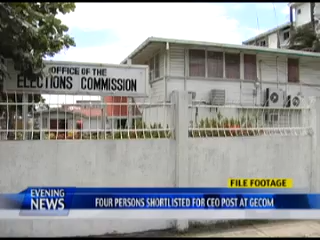 OFFICE OF THE
ELECTIONS COMMISSION
FILE FOOTAGE
EVENING
NEWS
FOUR PERSONS SHORTLISTED FOR CEO POST AT GECOM